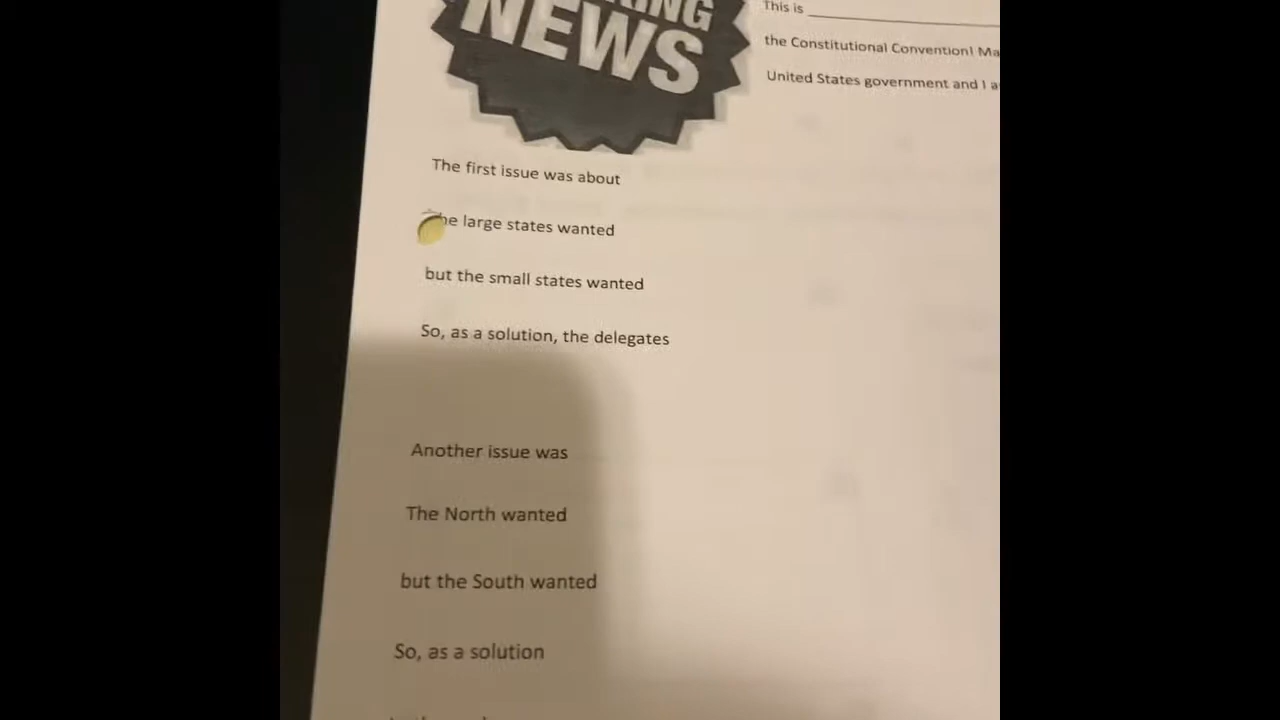 NEWS
This is
the Constitutional Convention!
United States government and I
The first issue was about
large states wanted
but the small states wanted
So, as a solution, the delegates
Another issue was
The North wanted
but the South wanted
So, as a solution